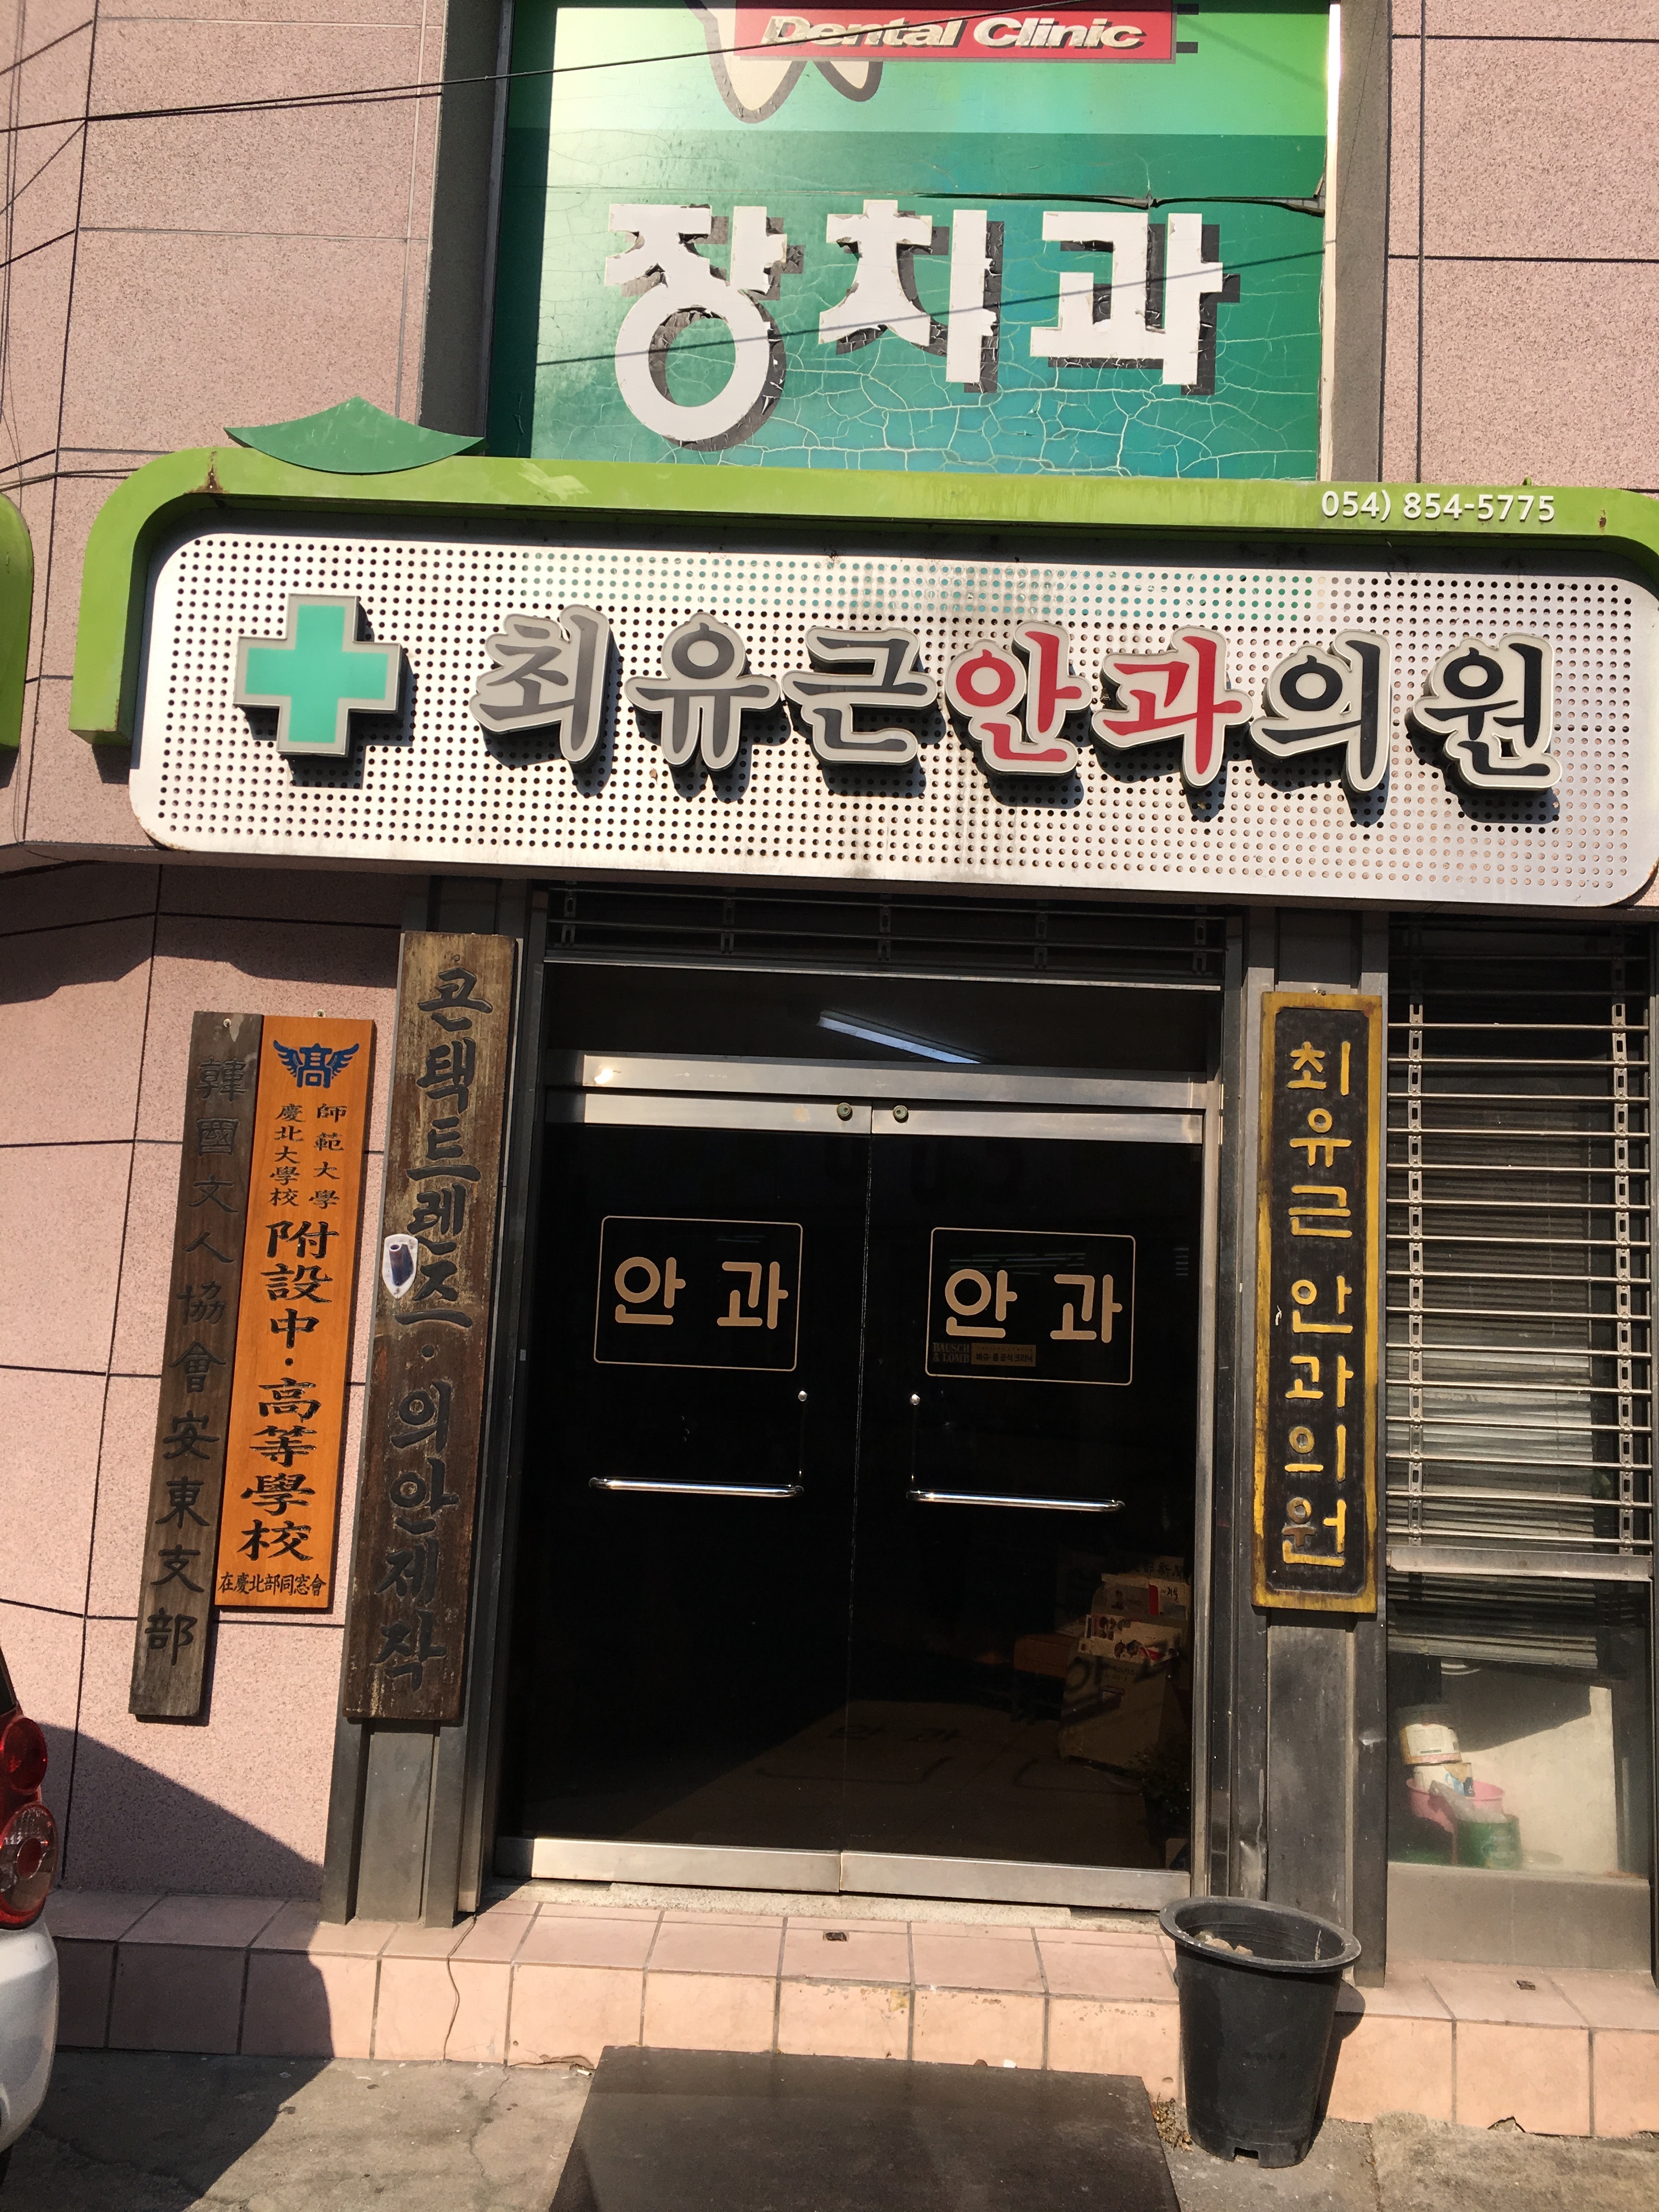 Dental Clinic
장치과
054) 854-5775
최유근안과의원
韓國文人協會安東支部
高
師範大學
慶北大學校
附設中·高等學校
在慶北部同窓會
콘택트렌즈·의안제작
안과
안과
BAUSCH
& LOMB
최유근 안과의원